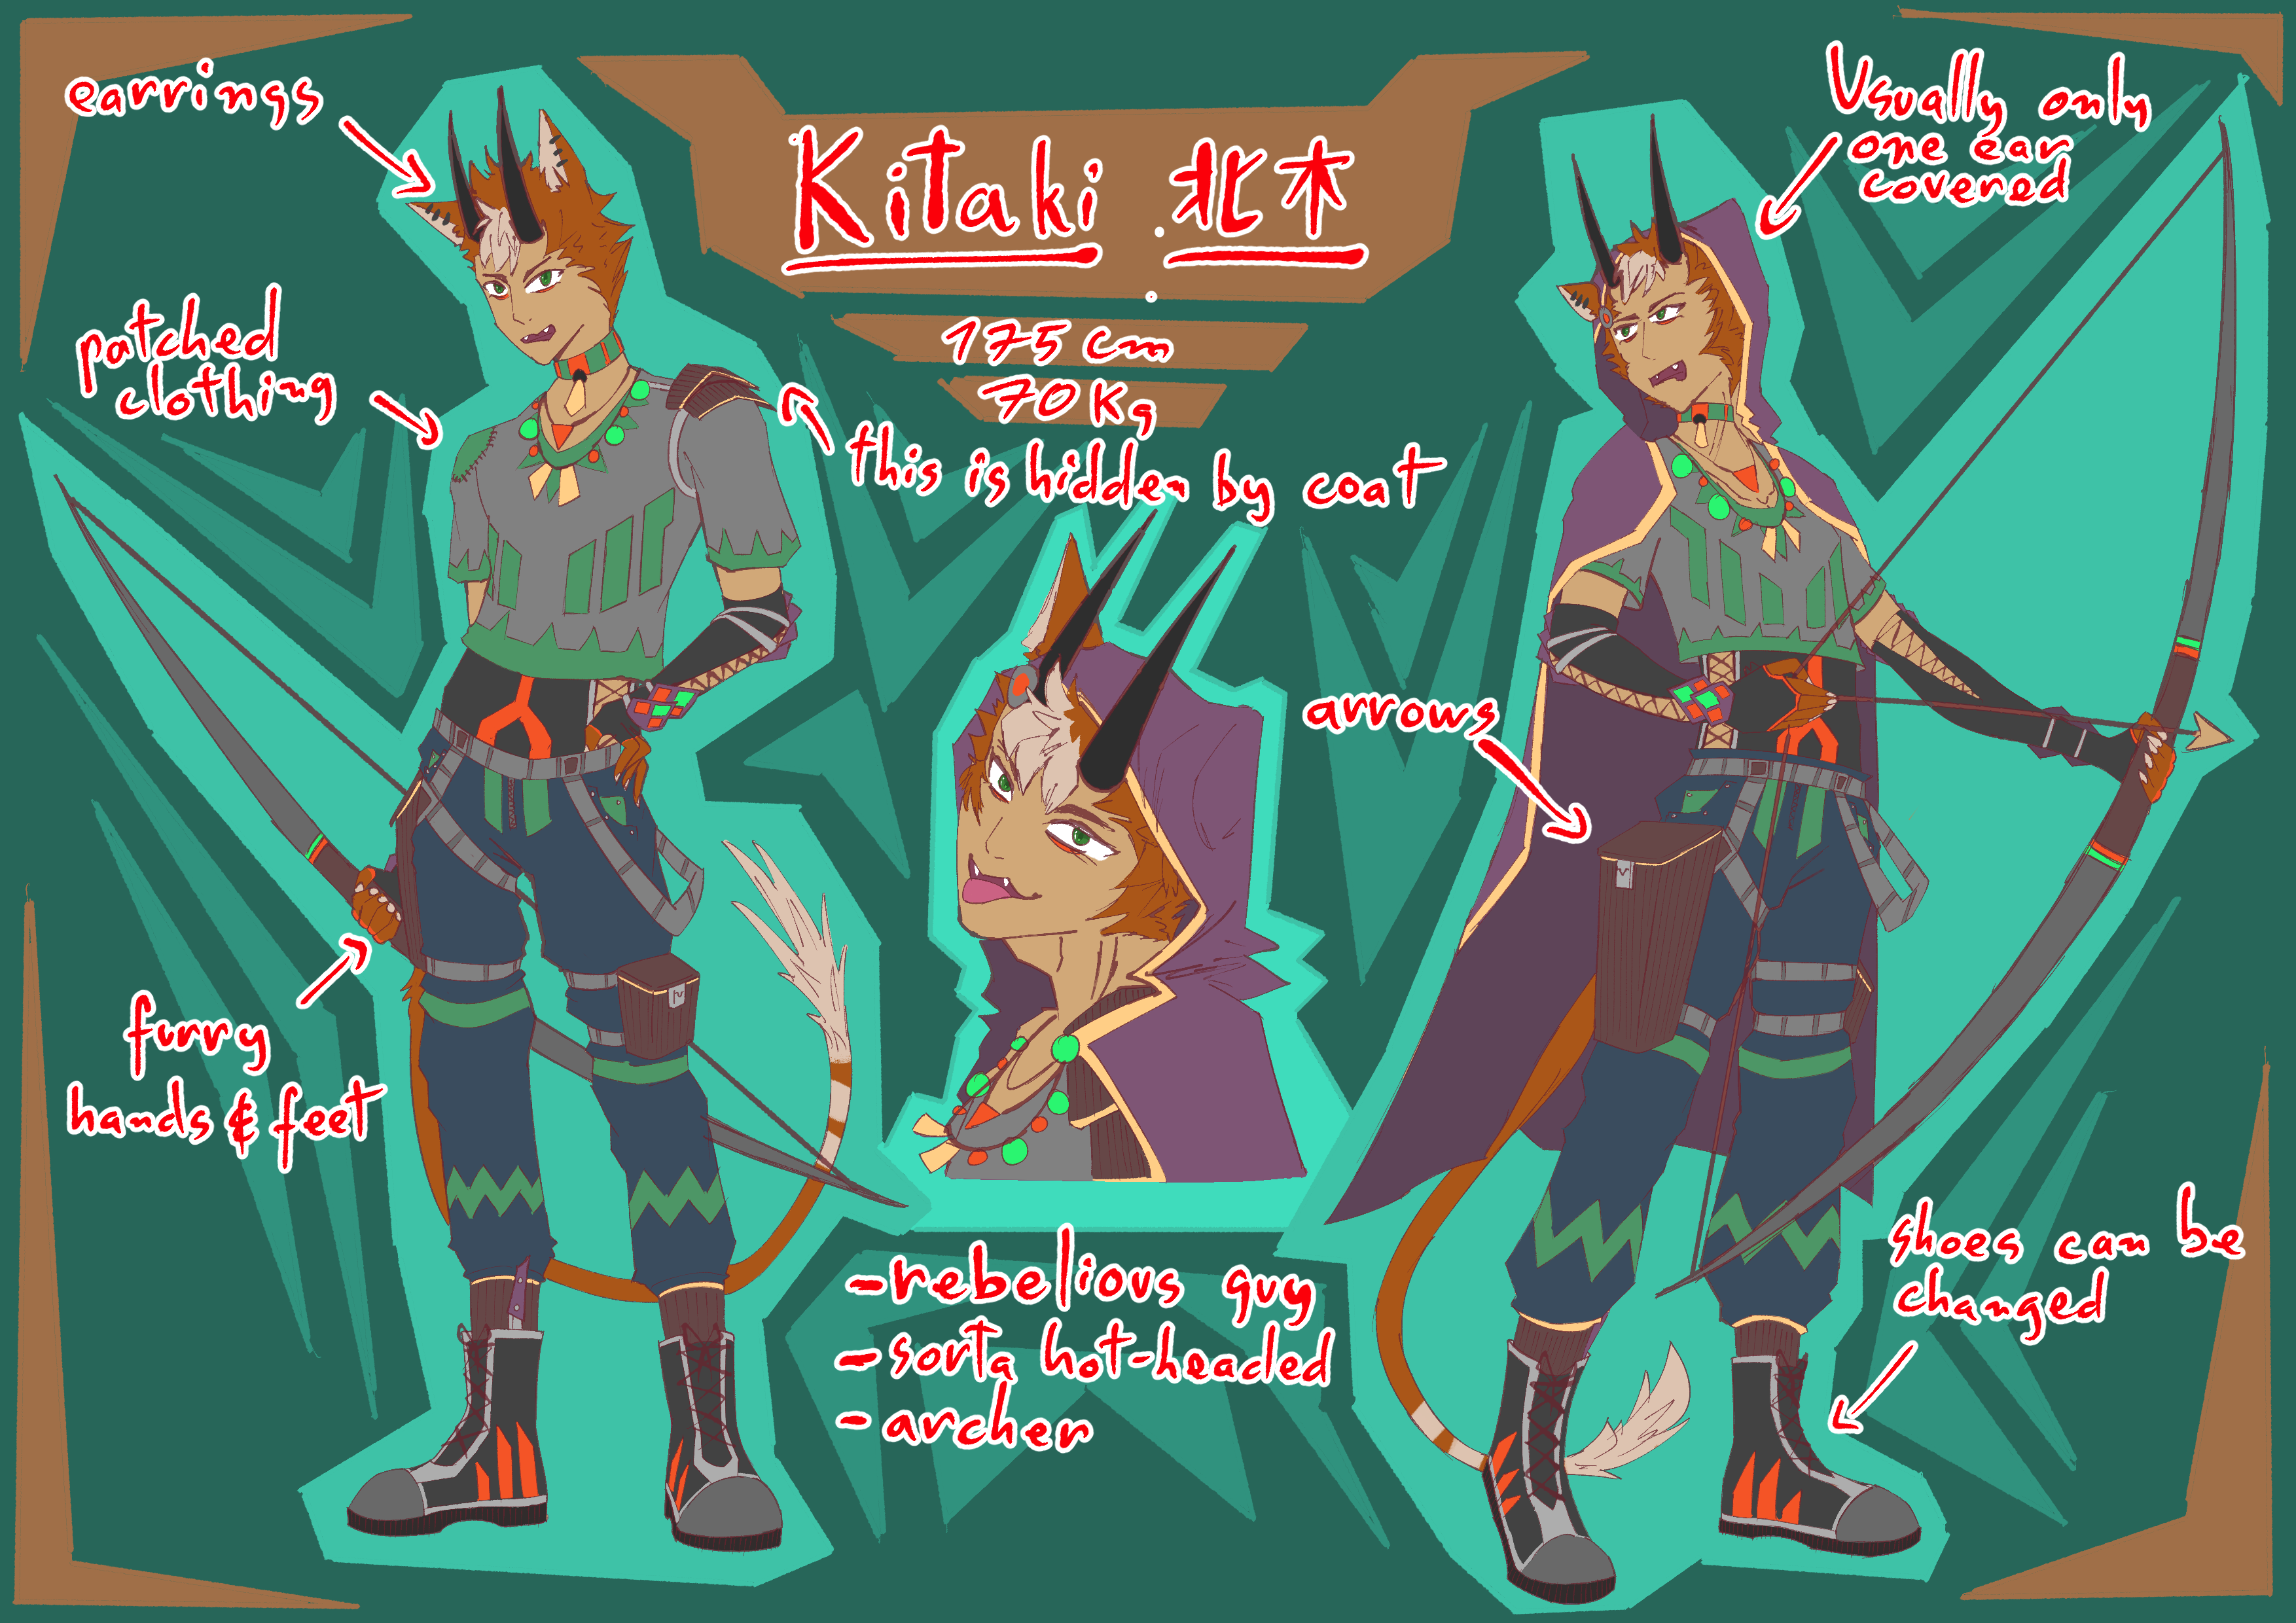 earrings
Kitaki 北木
Usually only
one ear
covered
175 cm
70 Kg
patched
clothing
this is hidden by coat
arrows
furry
hands & feet
shoes can be
changed
-rebelious guy
-sorta hot-headed
-archer